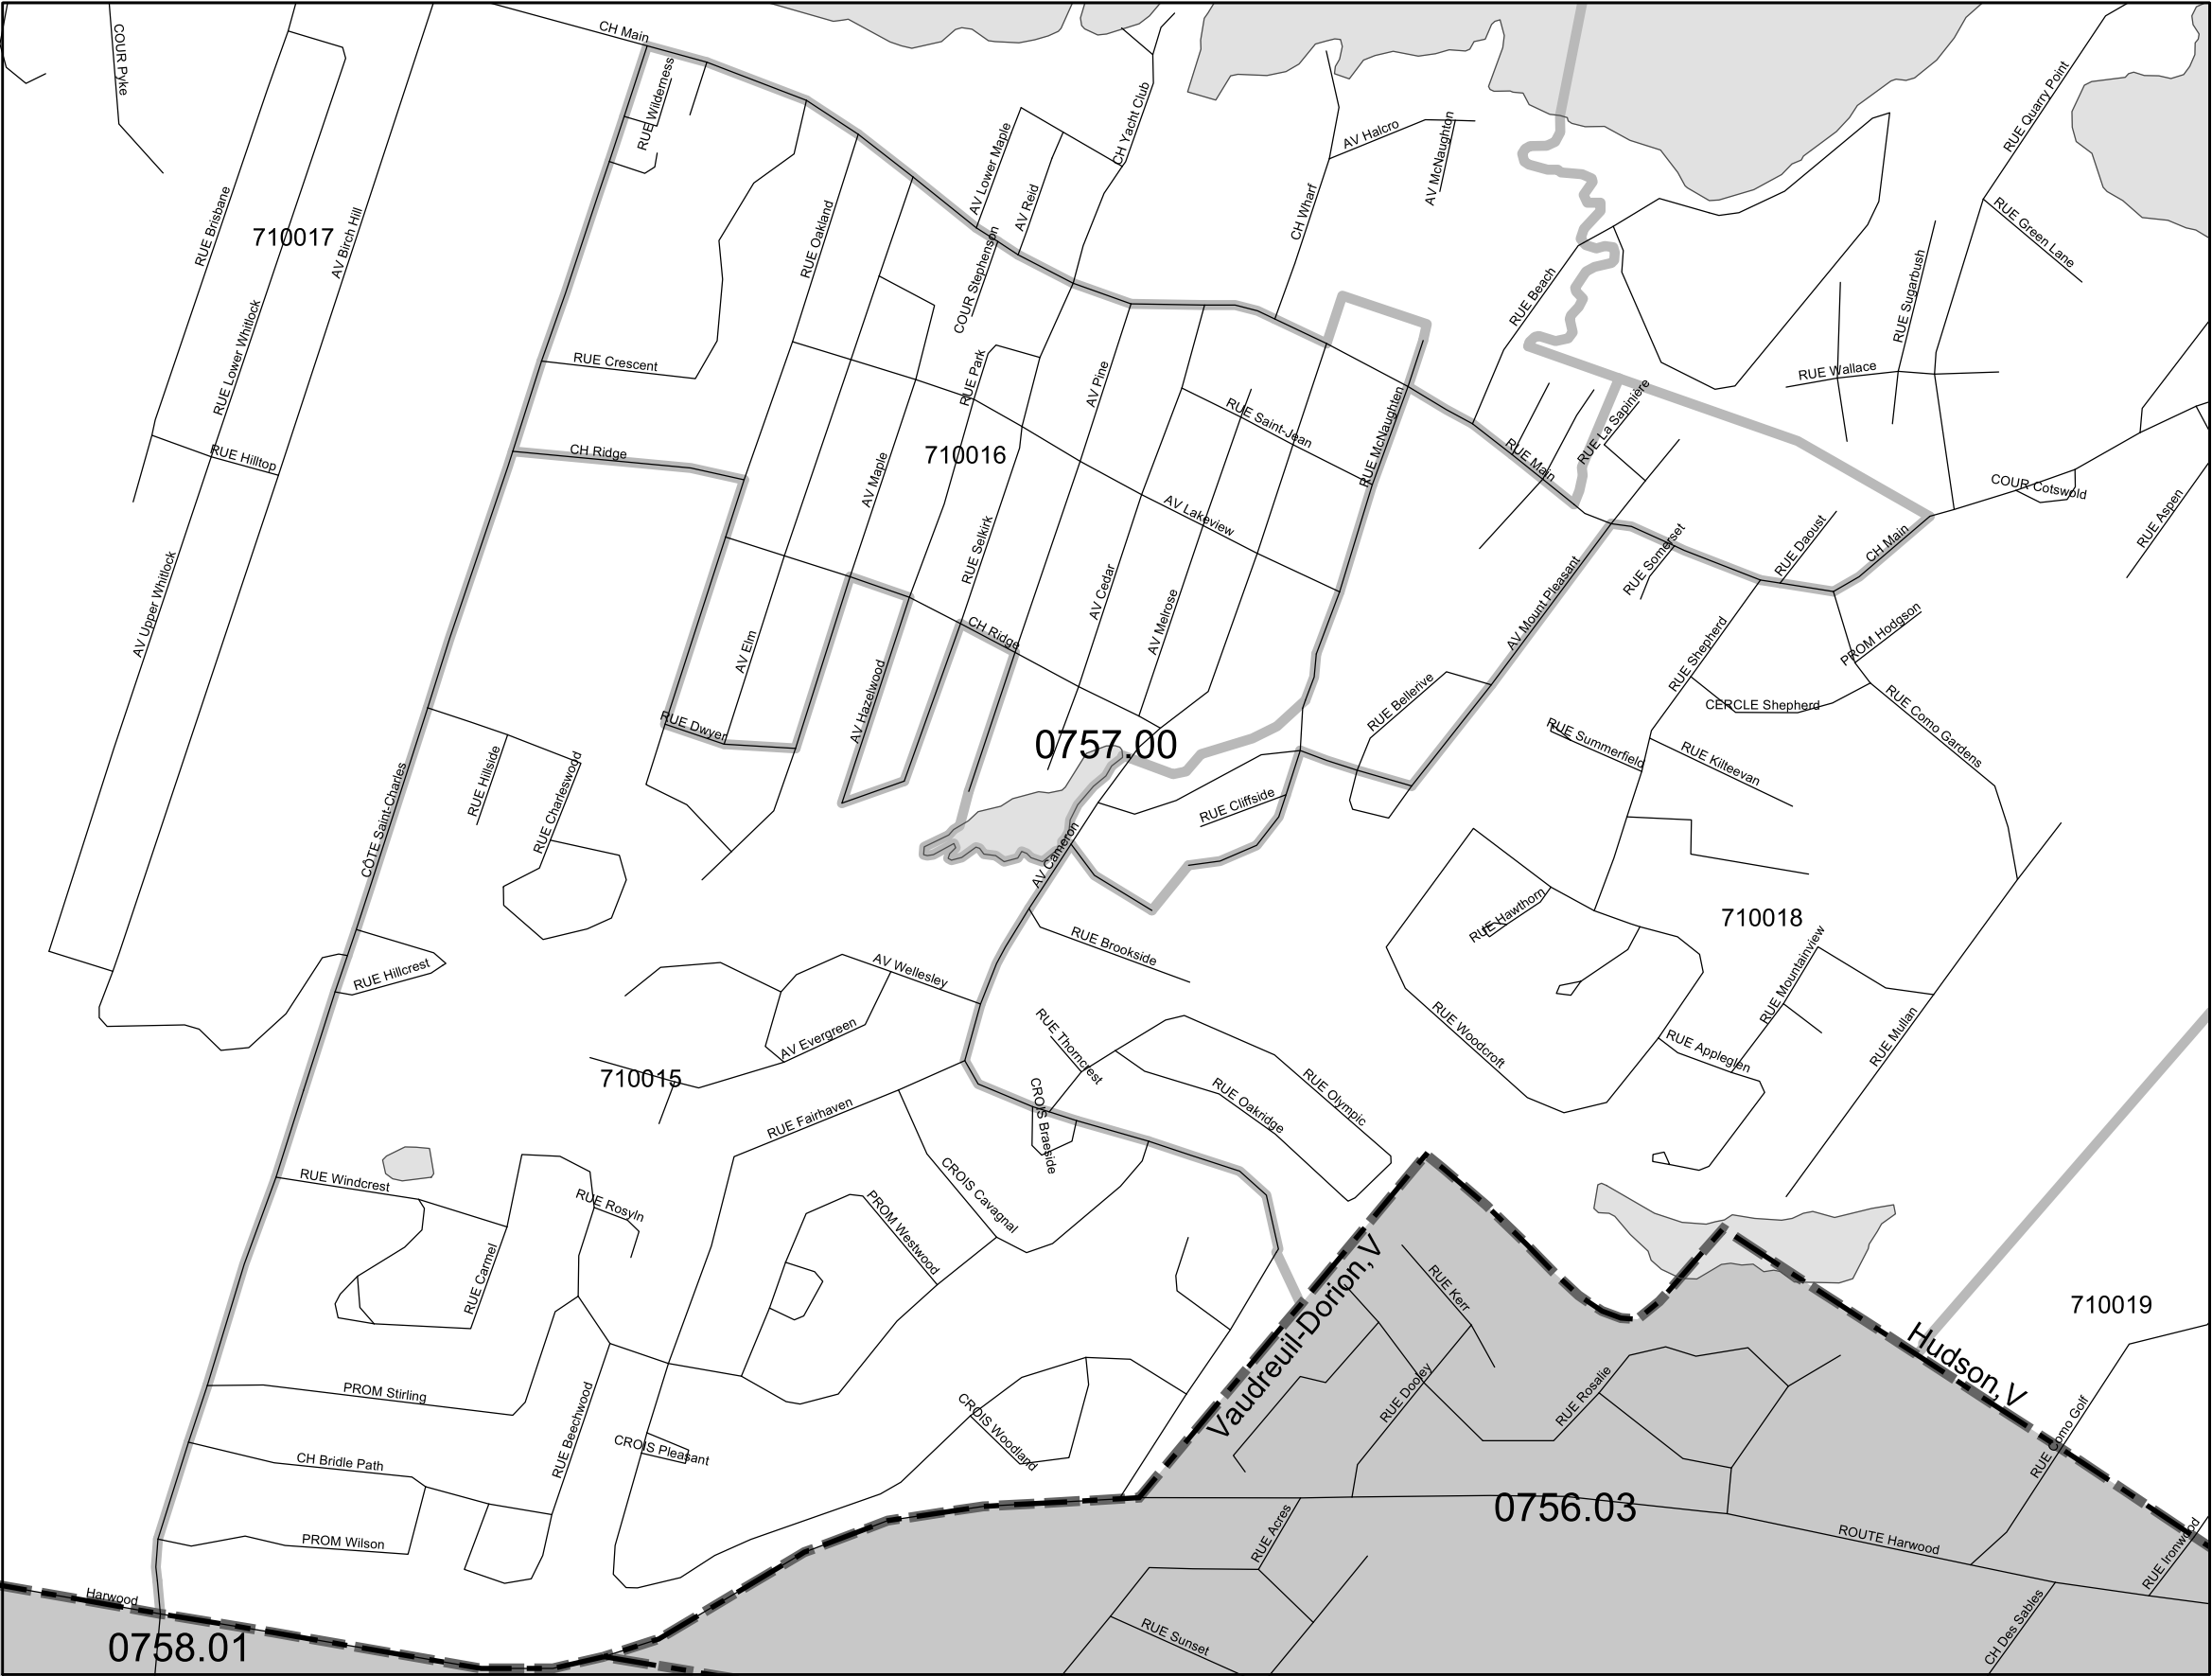 CH Main
COUR Pyke
RUE Wilderness
CH Yacht Club
RUE Quarry Point
AV Lower Maple
AV Halcro
AV McNaughton
RUE Brisbane
AV Reid
CH Wharf
RUE Green Lane
710017
AV Birch Hill
RUE Oakland
COUR Stephenson
RUE Beach
RUE Sugarbush
RUE Lower Whitlock
RUE Crescent
RUE Park
AV Pine
RUE Wallace
RUE Saint-Jean
RUE McNaughten
RUE La Sapinière
RUE Hilltop
CH Ridge
710016
RUE Main
AV Maple
COUR Cotswold
AV Lakeview
RUE Aspen
RUE Selkirk
RUE Somerset
RUE Daoust
CH Main
AV Upper Whitlock
AV Cedar
AV Melrose
AV Mount Pleasant
AV Elm
CH Ridge
PROM Hodgson
RUE Shepherd
AV Hazelwood
RUE Bellerive
CERCLE Shepherd
RUE Como Gardens
RUE Dwyer
0757.00
RUE Summerfield
RUE Kilteevan
RUE Hillside
RUE Charleswood
CÔTE Saint-Charles
RUE Cliffside
AV Cameron
RUE Hawthorn
710018
RUE Brookside
RUE Hillcrest
AV Wellesley
RUE Mountainview
AV Evergreen
RUE Thorncrest
RUE Woodcroft
RUE Appleglen
RUE Mullan
710015
RUE Fairhaven
CROIS Braeside
RUE Oakridge
RUE Olympic
RUE Windcrest
RUE Rosyln
CROIS Cavagnal
PROM Westwood
RUE Carmel
Vaudreuil-Dorion, V
RUE Kerr
710019
Hudson, V
PROM Stirling
RUE Dooley
RUE Rosalie
CROIS Woodland
RUE Como Golf
RUE Beechwood
CROIS Pleasant
CH Bridle Path
0756.03
PROM Wilson
RUE Acres
ROUTE Harwood
RUE Ironwood
Harwood
0758.01
RUE Sunset
CH Des Sables